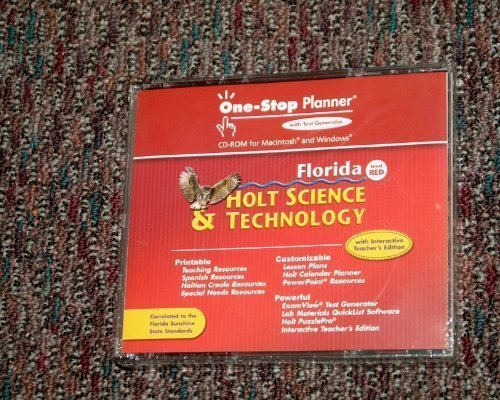 One-Stop Planner®
with Test Generator
CD-ROM for Macintosh® and Windows®
Florida
level
RED
HOLT SCIENCE
& TECHNOLOGY
with Interactive
Teacher's Edition
Printable
Teaching Resources
Spanish Resources
Haitian Creole Resources
Special Needs Resources
Customizable
Lesson Plans
Holt Calendar Planner
PowerPoint® Resources
Powerful
ExamView® Test Generator
Lab Materials QuickList Software
Holt PuzzlePro®
Interactive Teacher's Edition
Correlated to the
Florida Sunshine
State Standards